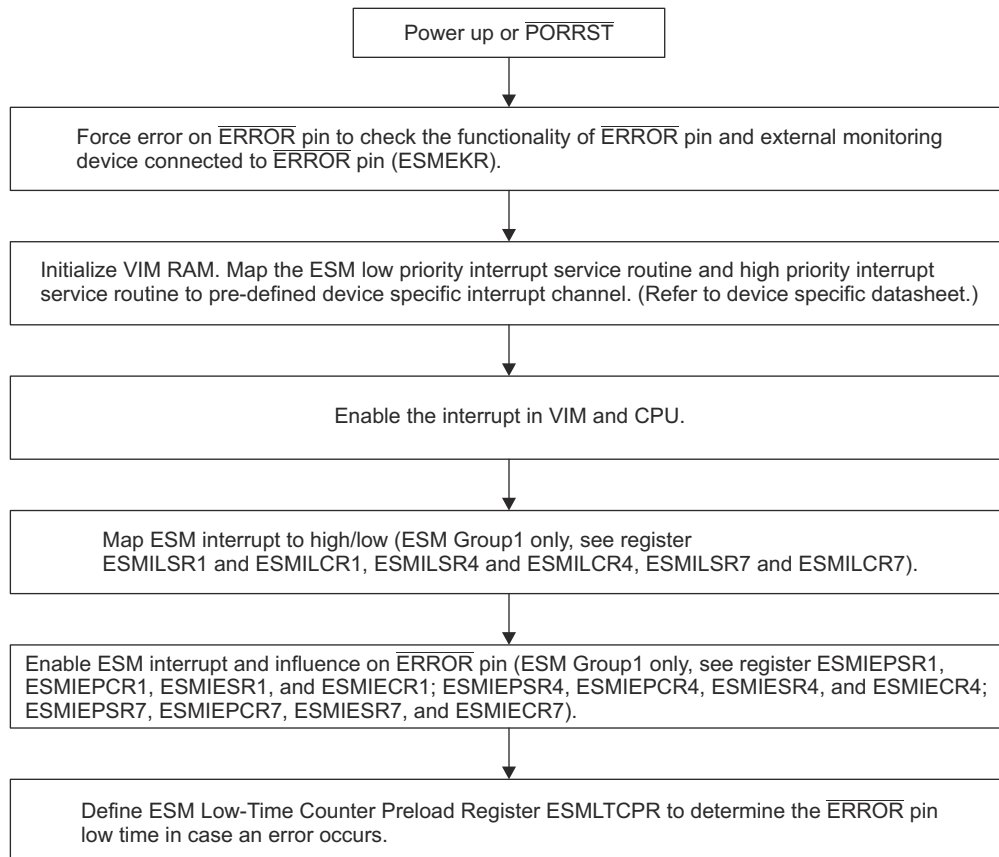 Power up or PORRST
Force error on ERROR pin to check the functionality of ERROR pin and external monitoring
device connected to ERROR pin (ESMEKR).
Initialize VIM RAM. Map the ESM low priority interrupt service routine and high priority interrupt
service routine to pre-defined device specific interrupt channel. (Refer to device specific datasheet.)
Enable the interrupt in VIM and CPU.
Map ESM interrupt to high/low (ESM Group1 only, see register
ESMILSR1 and ESMILCR1, ESMILSR4 and ESMILCR4, ESMILSR7 and ESMILCR7).
Enable ESM interrupt and influence on ERROR pin (ESM Group1 only, see register ESMIEPSR1,
ESMIEPCR1, ESMIESR1, and ESMIECR1; ESMIEPSR4, ESMIEPCR4, ESMIESR4, and ESMIECR4;
ESMIEPSR7, ESMIEPCR7, ESMIESR7, and ESMIECR7).
Define ESM Low-Time Counter Preload Register ESMLTCPR to determine the ERROR pin
low time in case an error occurs.